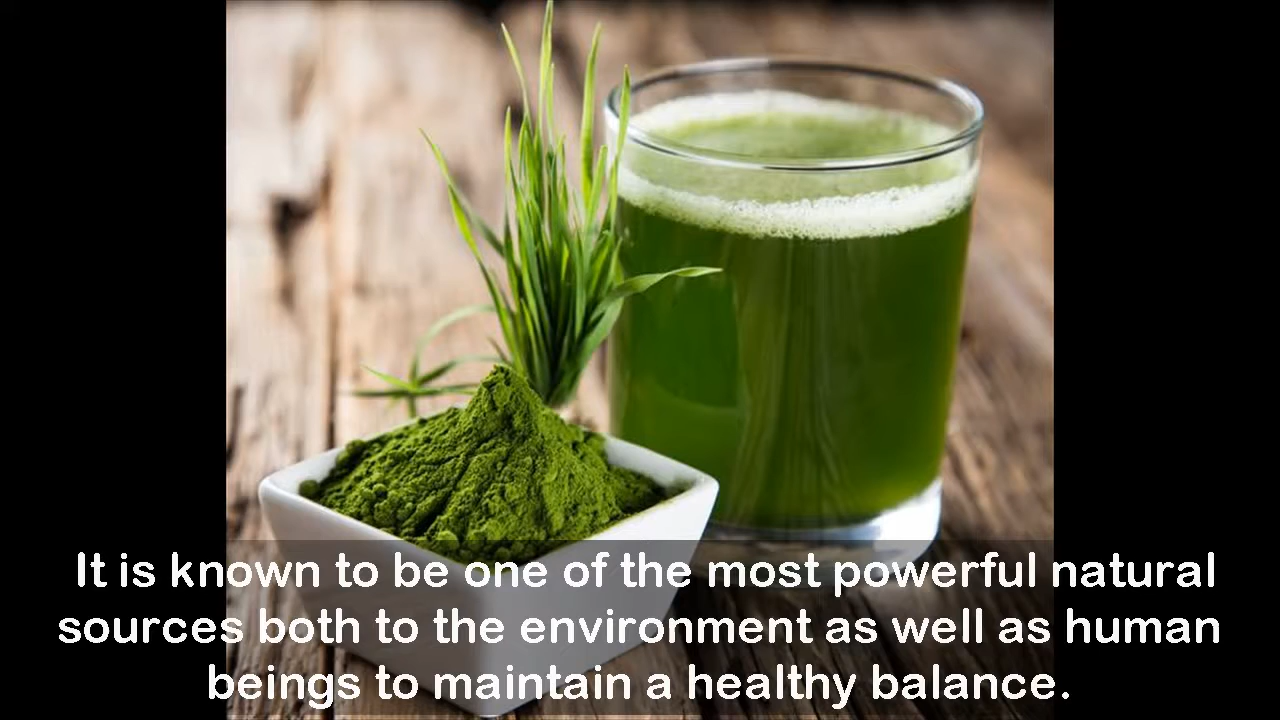 It is known to be one of the most powerful natural
sources both to the environment as well as human
beings to maintain a healthy balance.